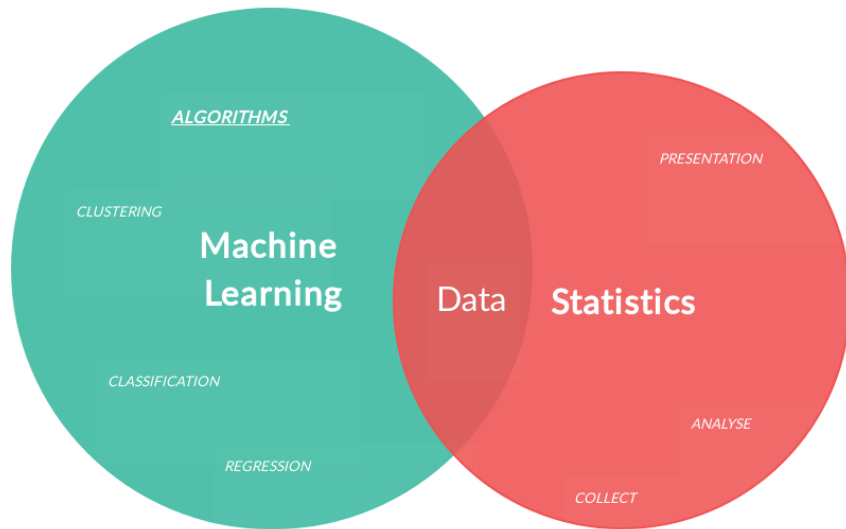 ALGORITHMS
CLUSTERING
Machine
Learning
CLASSIFICATION
REGRESSION
Data
PRESENTATION
Statistics
ANALYSE
COLLECT